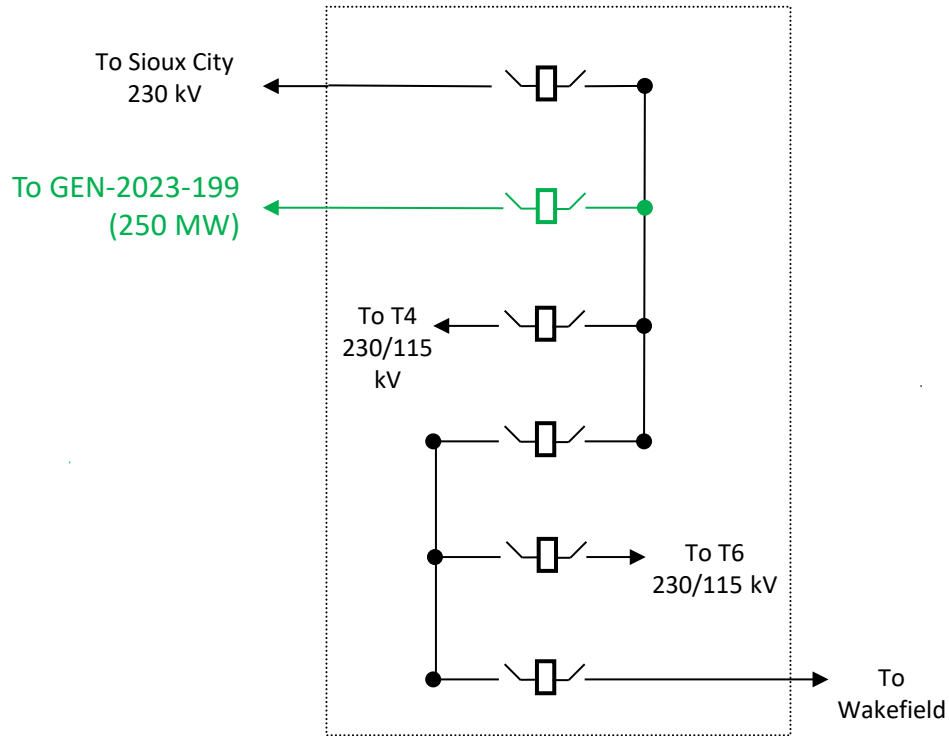 To Sioux City
230 kV
To GEN-2023-199
(250 MW)
To T4
230/115
kV
To T6
230/115 kV
To
Wakefield